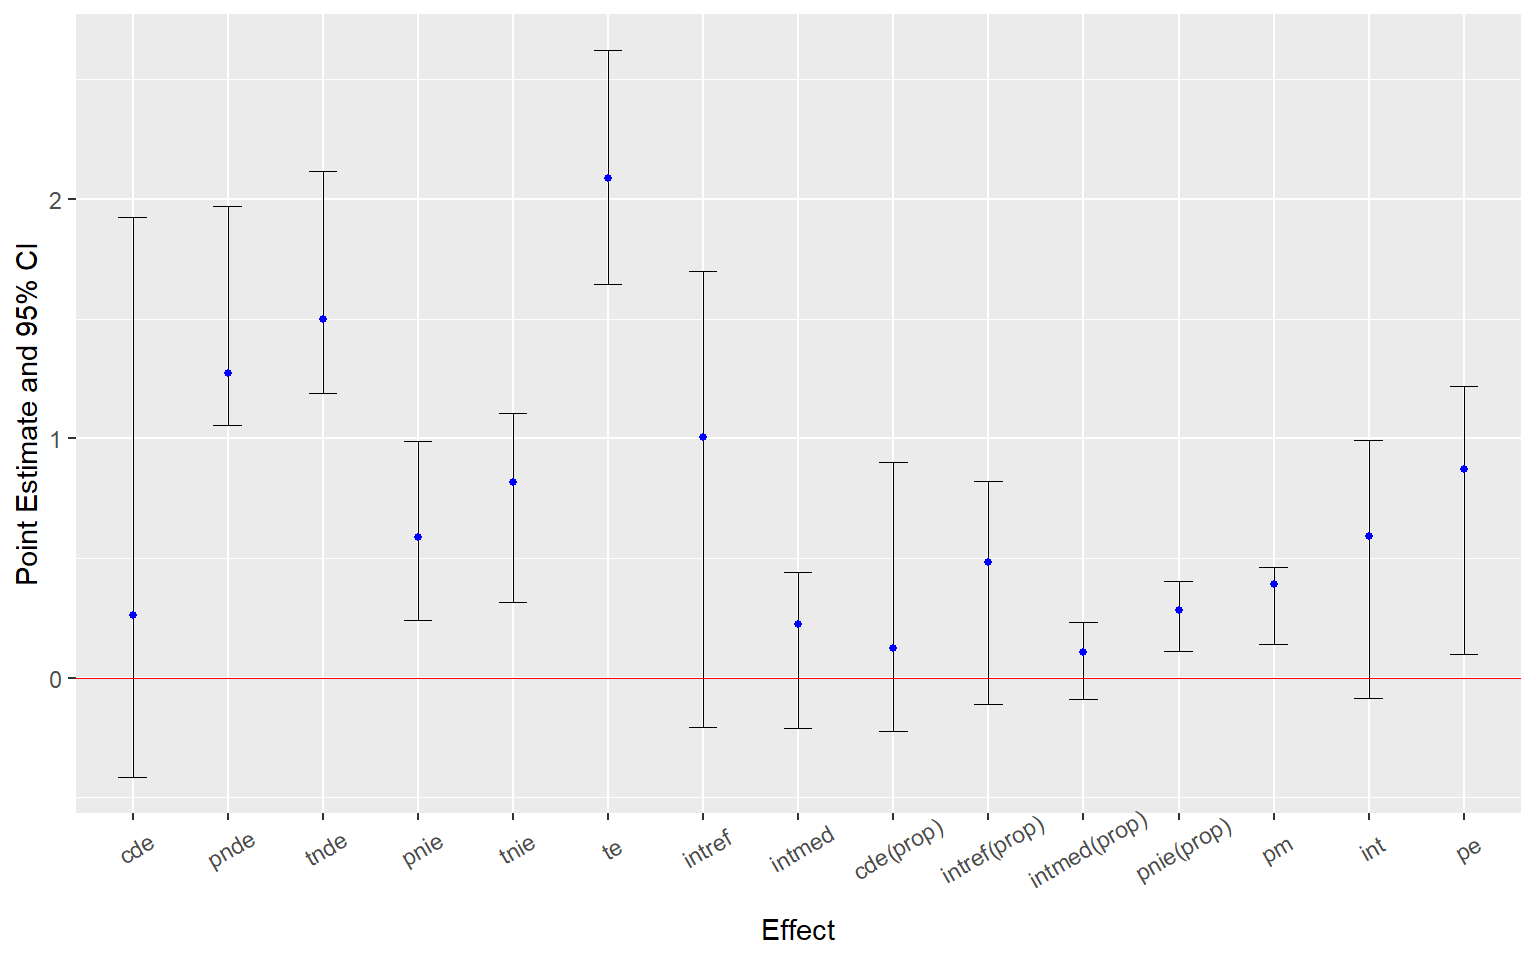 Point Estimate and 95% CI
2
1
0
cde
pnde
tnde
pnie
tnie
te
intref
intmed
cde(prop)
intref(prop)
intmed(prop)
pnie(prop)
pm
int
pe
Effect